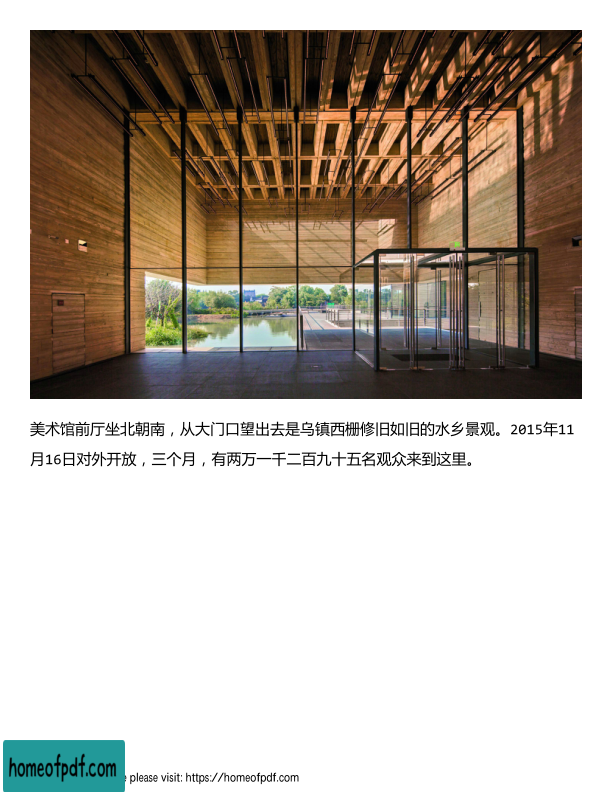 美术馆前厅坐北朝南，从大门口望出去是乌镇西栅修旧如旧的水乡景观。2015年11
月16日对外开放，三个月，有两万一千二百九十五名观众来到这里。
homeofpdf.com
please visit: https://homeofpdf.com